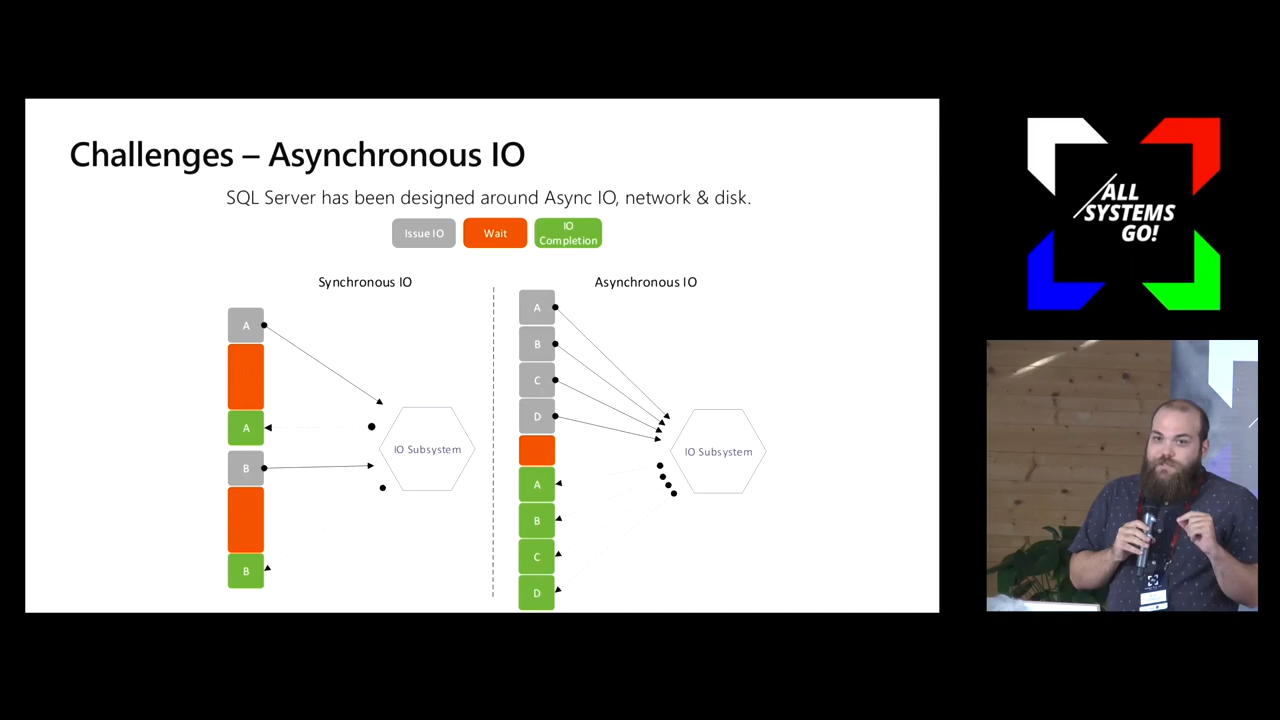 Challenges – Asynchronous IO
SQL Server has been designed around Async IO, network & disk.
Issue IO
Wait
IO
Completion
Synchronous IO
A
A
B
B
IO Subsystem
Asynchronous IO
A
B
C
D
A
B
C
D
IO Subsystem
ALL
SYSTEMS
GO!